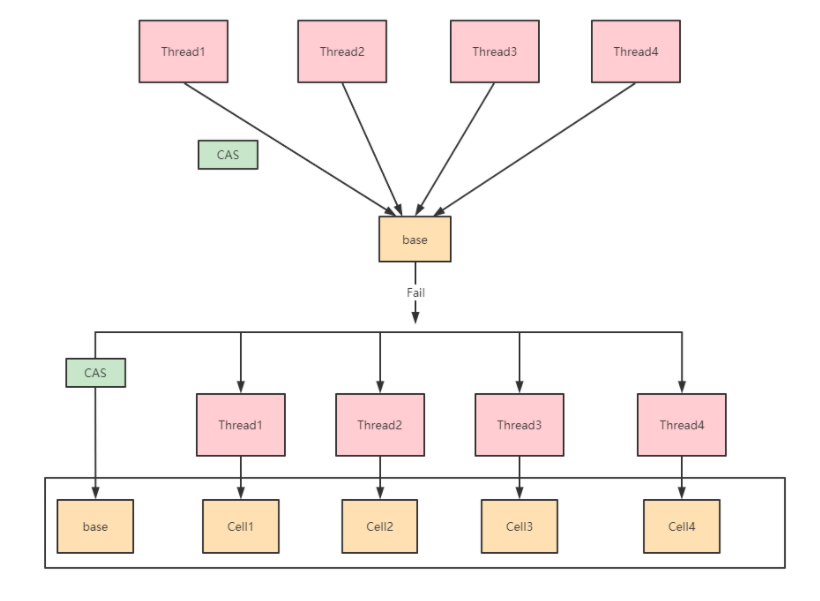 Thread1
Thread2
Thread3
Thread4
CAS
base
Fail
CAS
Thread1
Thread2
Thread3
Thread4
base
Cell1
Cell2
Cell3
Cell4